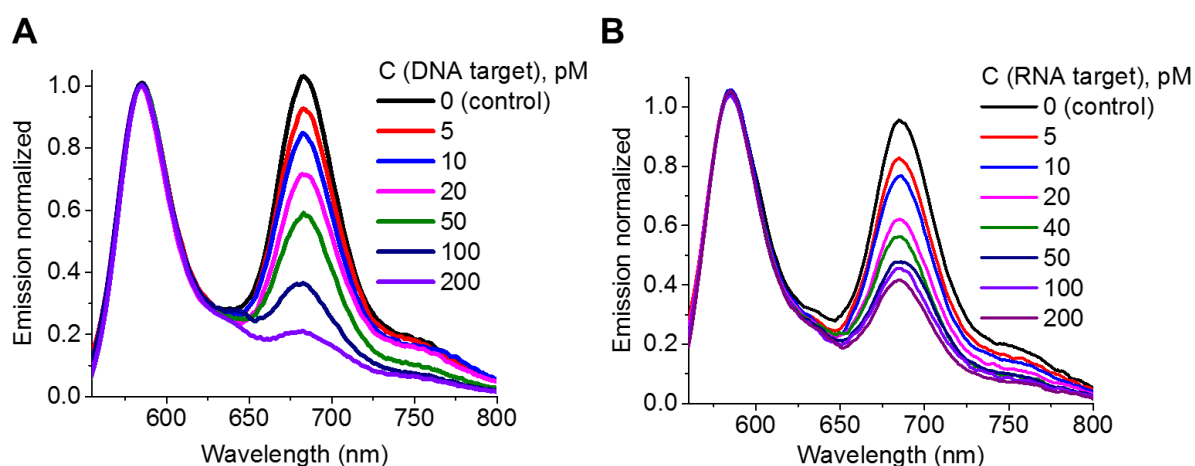 A
C (DNA target), pM
0 (control)
5
10
20
50
100
200
Emission normalized
1.0
0.8
0.6
0.4
0.2
0.0
600 650 700 750 800
Wavelength (nm)
B
C (RNA target), pM
0 (control)
5
10
20
40
50
100
200
Emission normalized
1.0
0.8
0.6
0.4
0.2
0.0
600 650 700 750 800
Wavelength (nm)